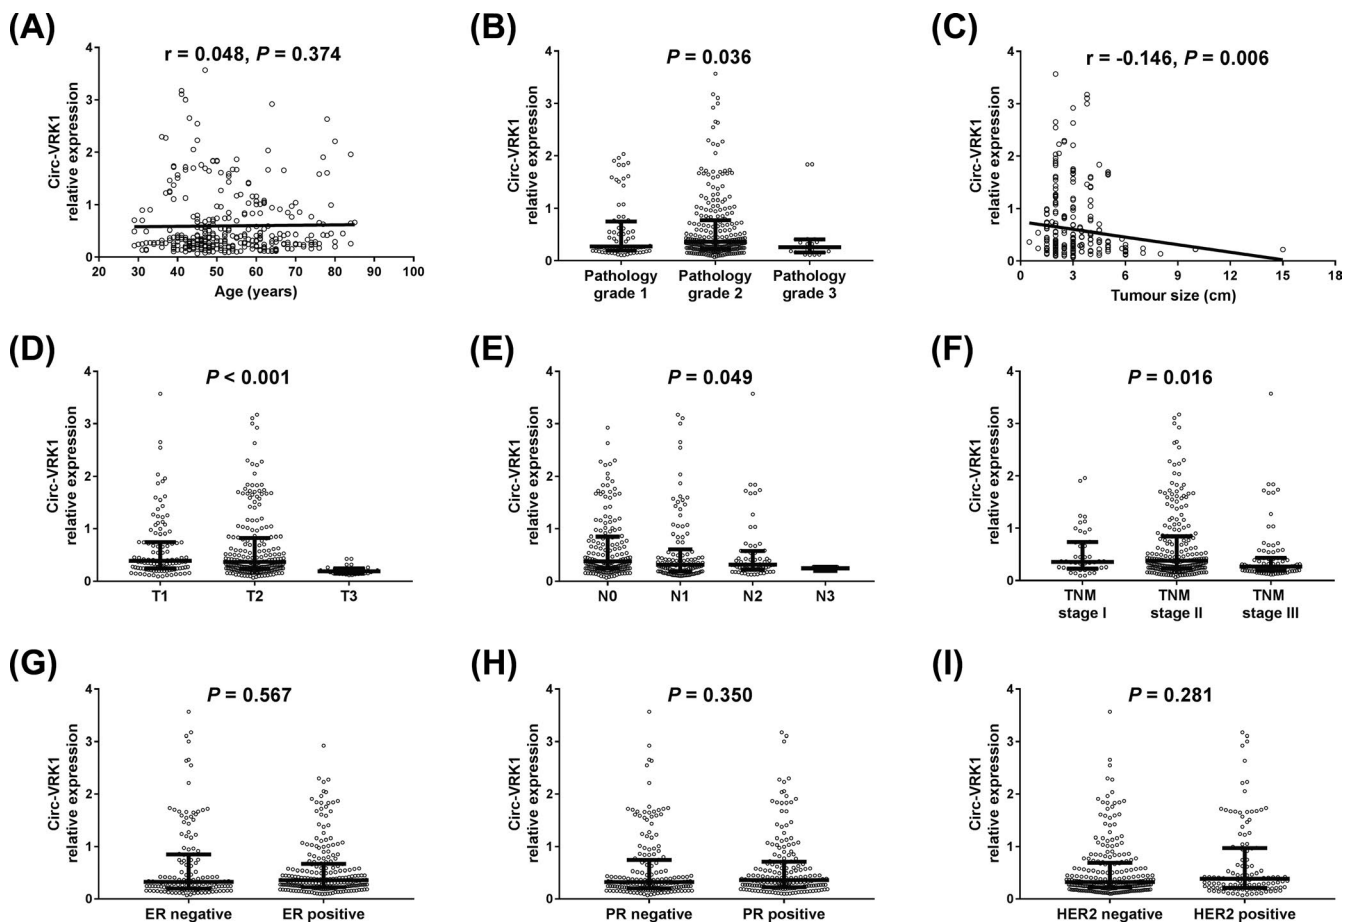 (A)
r = 0.048, P = 0.374
Circ-VRK1
relative expression
4
3
2
1
0
20 30 40 50 60 70 80 90 100
Age (years)
(B)
P = 0.036
Circ-VRK1
relative expression
4
3
2
1
0
Pathology grade 1
Pathology grade 2
Pathology grade 3
(C)
r = -0.146, P = 0.006
Circ-VRK1
relative expression
4
3
2
1
0
0 3 6 9 12 15 18
Tumour size (cm)
(D)
P < 0.001
Circ-VRK1
relative expression
4
3
2
1
0
T1 T2 T3
(E)
P = 0.049
Circ-VRK1
relative expression
4
3
2
1
0
N0 N1 N2 N3
(F)
P = 0.016
Circ-VRK1
relative expression
4
3
2
1
0
TNM stage I
TNM stage II
TNM stage III
(G)
P = 0.567
Circ-VRK1
relative expression
4
3
2
1
0
ER negative ER positive
(H)
P = 0.350
Circ-VRK1
relative expression
4
3
2
1
0
PR negative PR positive
(I)
P = 0.281
Circ-VRK1
relative expression
4
3
2
1
0
HER2 negative HER2 positive